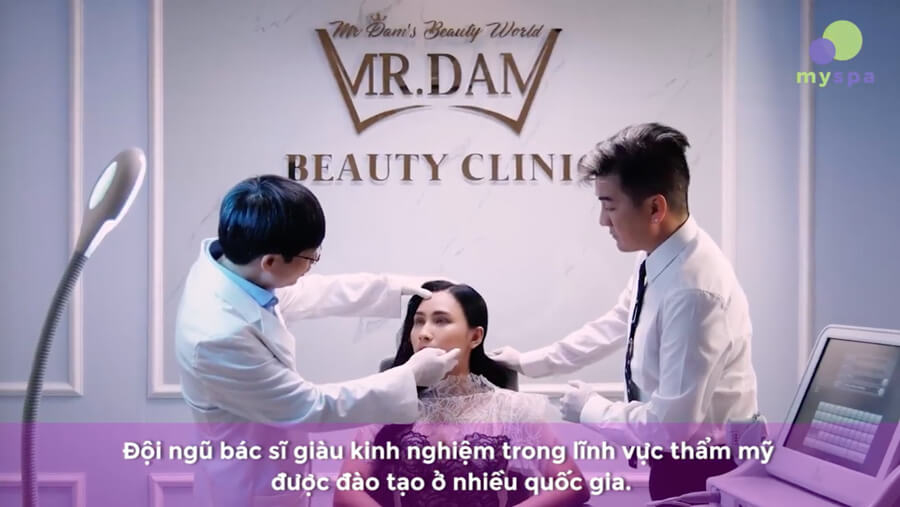 Mr Dam's Beauty World
MR.DAM
BEAUTY CLINIC
myspa
Đội ngũ bác sĩ giàu kinh nghiệm trong lĩnh vực thẩm mỹ
được đào tạo ở nhiều quốc gia.